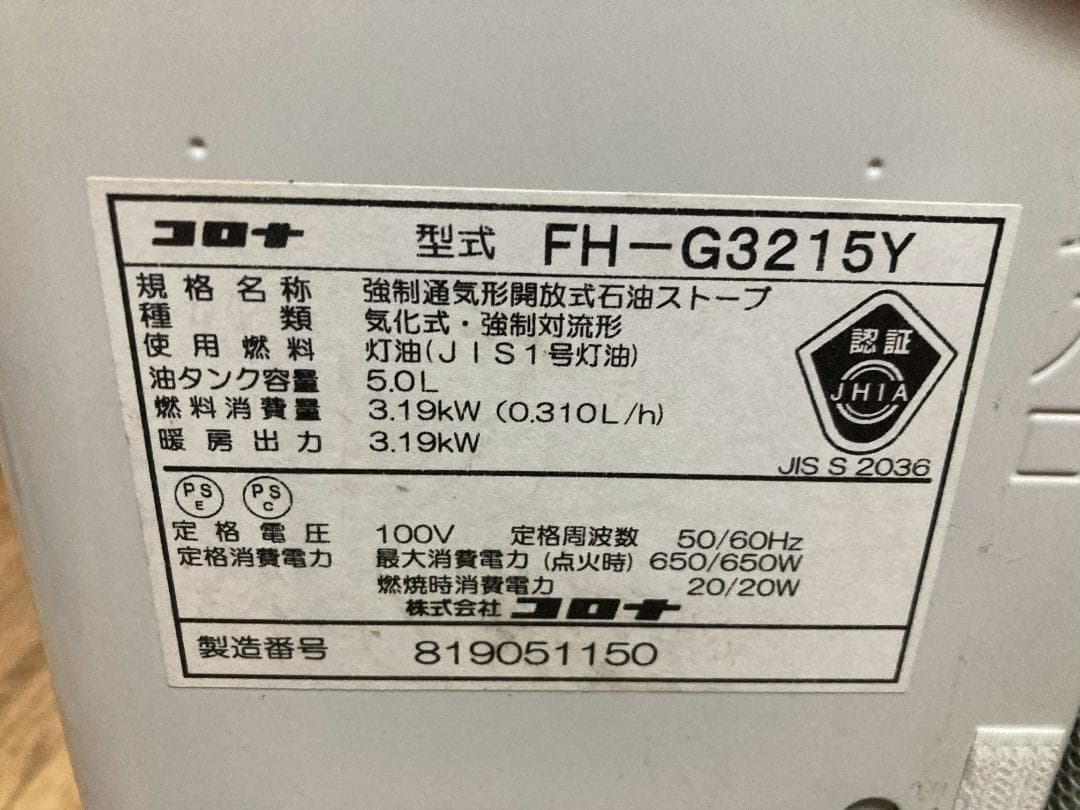 コロナ 型式 FH-G3215Y
規格名称 強制通気形開放式石油ストーブ
種類 気化式・強制対流形
使用燃料 灯油(JIS1号灯油)
油タンク容量 5.0L
燃料消費量 3.19kW (0.310L/h)
暖房出力 3.19kW
認証
JHIA
JIS S 2036
PS E PS C
定格電圧 100V 定格周波数 50/60Hz
定格消費電力 最大消費電力 (点火時) 650/650W
燃焼時消費電力 20/20W
株式会社 コロナ
製造番号 819051150